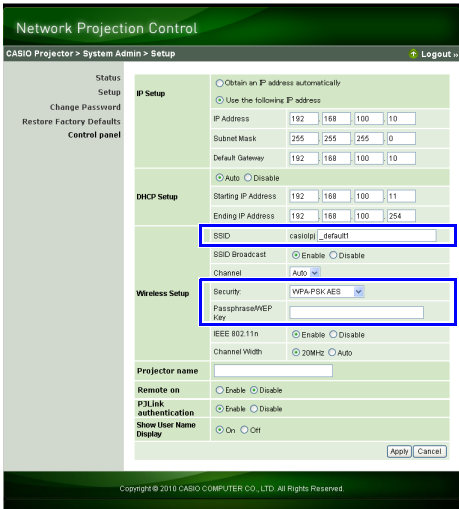 Network Projection Control
CASIO Projector > System Admin > Setup
Logout »
Status
Setup
Change Password
Restore Factory Defaults
Control panel
IP Setup
Obtain an IP address automatically
Use the following IP address
IP Address 192 . 168 . 100 . 10
Subnet Mask 255 . 255 . 255 . 0
Default Gateway 192 . 168 . 100 . 10
DHCP Setup
Auto Disable
Starting IP Address 192 . 168 . 100 . 11
Ending IP Address 192 . 168 . 100 . 254
Wireless Setup
SSID casiolpj _default1
SSID Broadcast Enable Disable
Channel Auto
Security: WPA-PSK AES
Passphrase/WEP
Key
IEEE 802.11n Enable Disable
Channel Width 20MHz Auto
Projector name
Remote on Enable Disable
PJLink
authentication Enable Disable
Show User Name
Display On Off
Apply Cancel
Copyright © 2010 CASIO COMPUTER CO., LTD. All Rights Reserved.